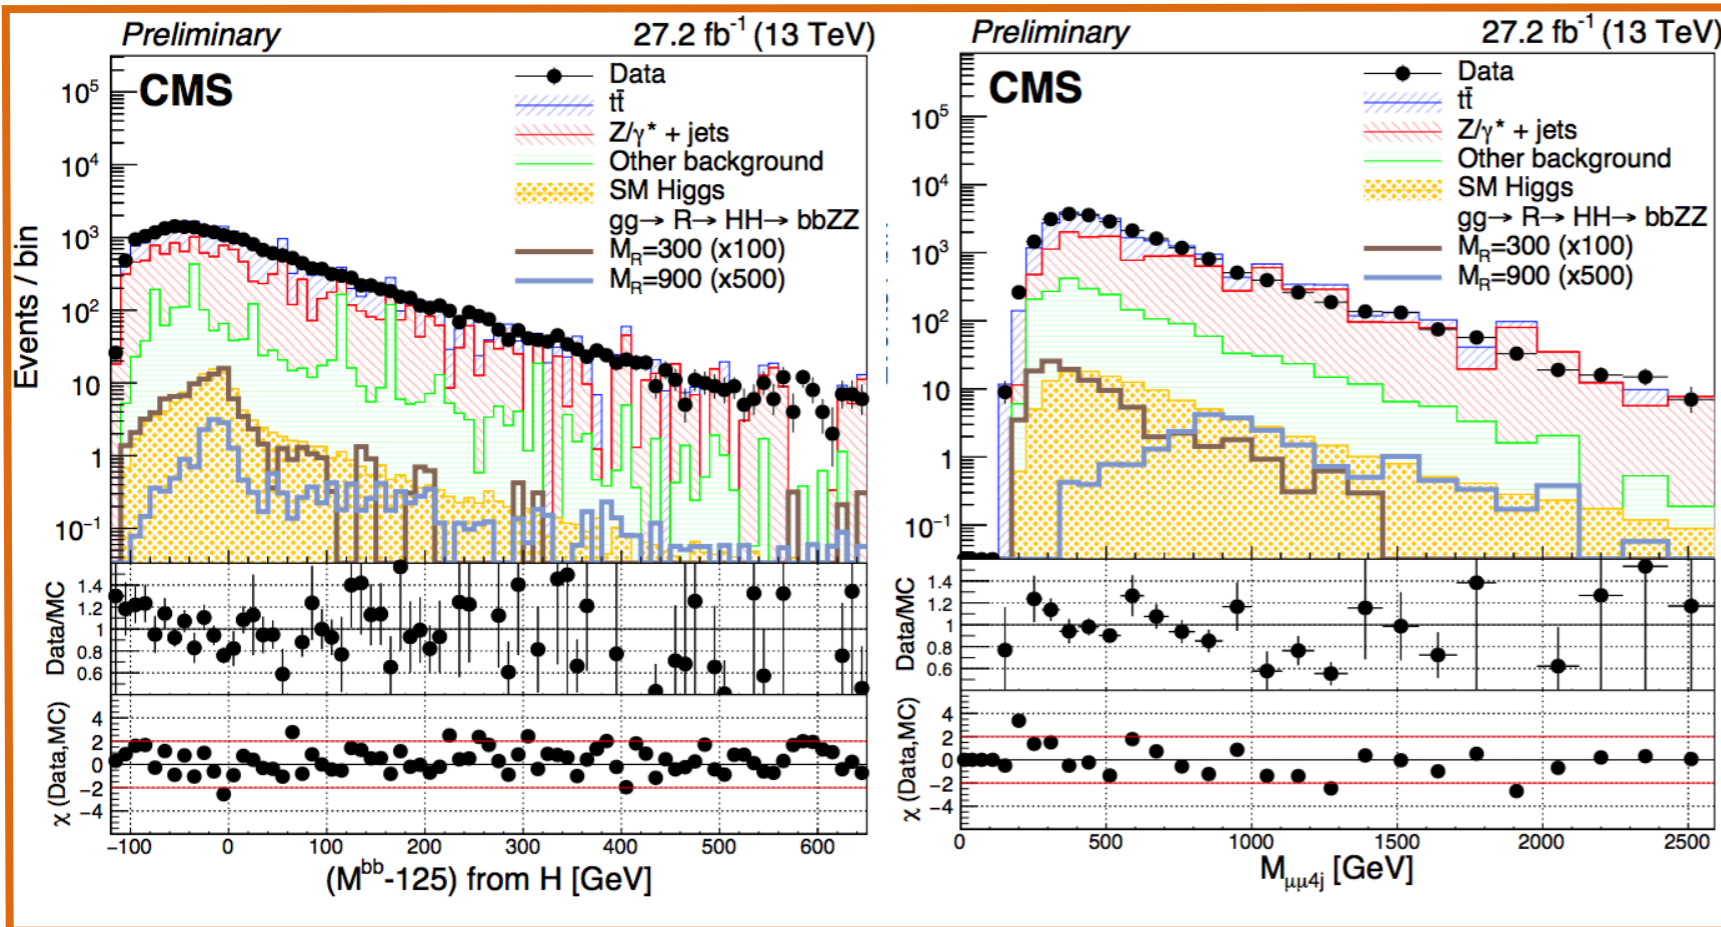 Preliminary 27.2 fb⁻¹ (13 TeV)
CMS
Data
tt̄
Z/γ* + jets
Other background
SM Higgs
gg→ R→ HH→ bbZZ
M_R=300 (x100)
M_R=900 (x500)
Events / bin
10⁵
10⁴
10³
10²
10
1
10⁻¹
Data/MC
1.4
1.2
1
0.8
0.6
χ (Data,MC)
4
2
0
−2
−4
−100 0 100 200 300 400 500 600
(M^bb-125) from H [GeV]
Preliminary 27.2 fb⁻¹ (13 TeV)
CMS
Data
tt̄
Z/γ* + jets
Other background
SM Higgs
gg→ R→ HH→ bbZZ
M_R=300 (x100)
M_R=900 (x500)
10⁵
10⁴
10³
10²
10
1
10⁻¹
Data/MC
1.4
1.2
1
0.8
0.6
χ (Data,MC)
4
2
0
−2
−4
0 500 1000 1500 2000 2500
M_μμ4j [GeV]